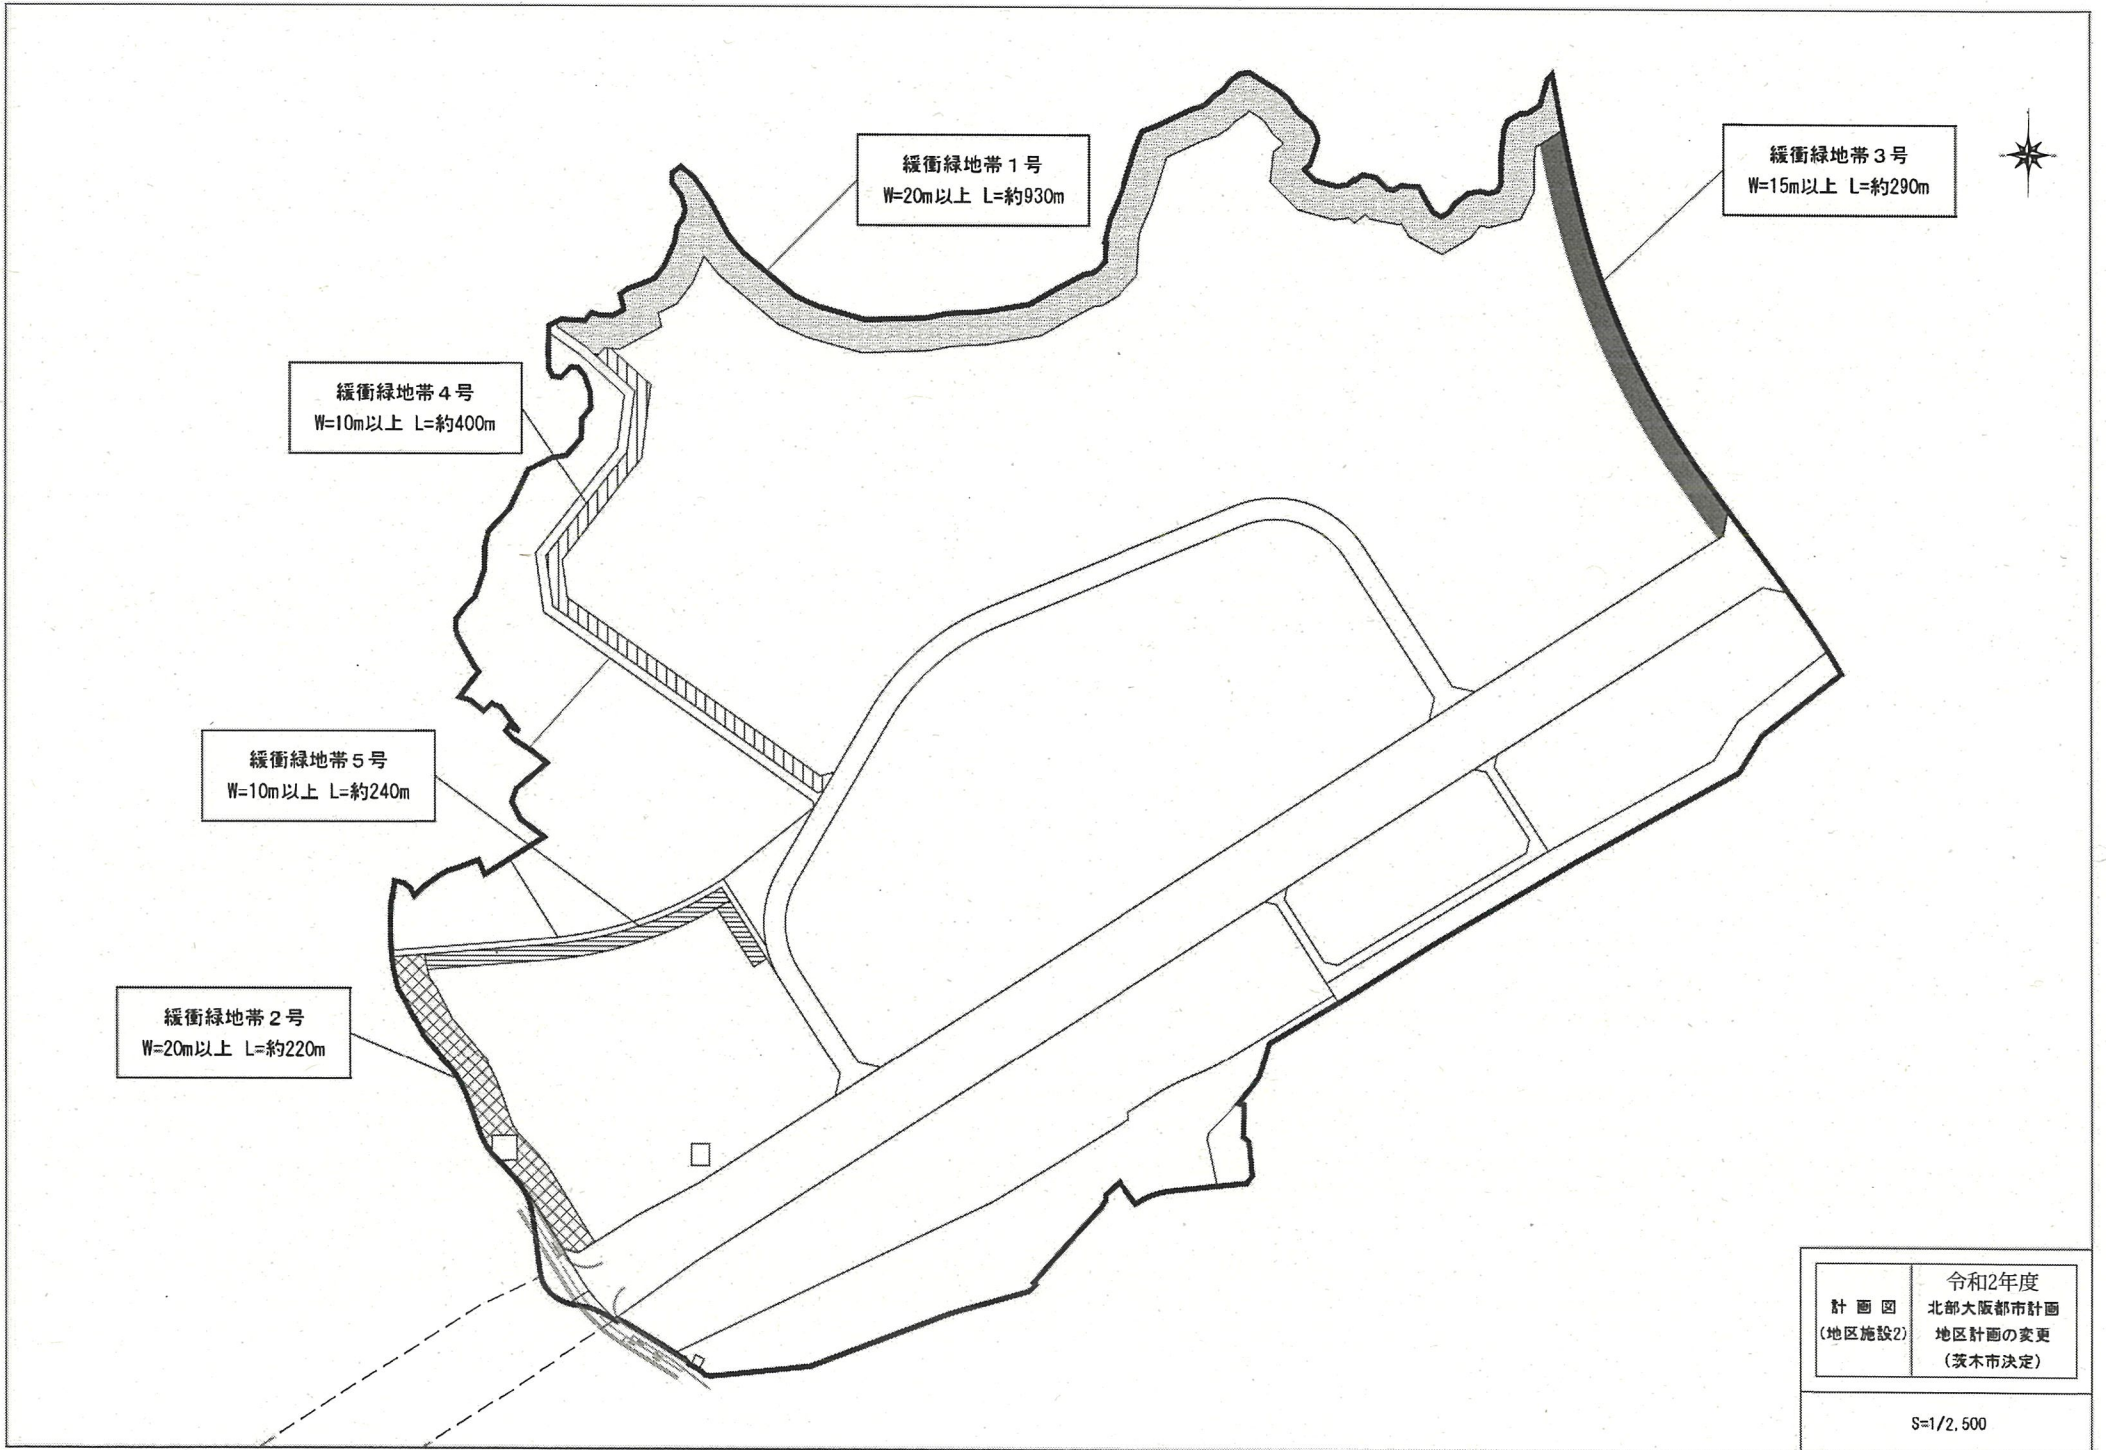 緩衝緑地帯1号
W=20m以上 L=約930m
緩衝緑地帯3号
W=15m以上 L=約290m
緩衝緑地帯4号
W=10m以上 L=約400m
緩衝緑地帯5号
W=10m以上 L=約240m
緩衝緑地帯2号
W=20m以上 L=約220m
計画図
(地区施設2)
令和2年度
北部大阪都市計画
地区計画の変更
(茨木市決定)
S=1/2,500